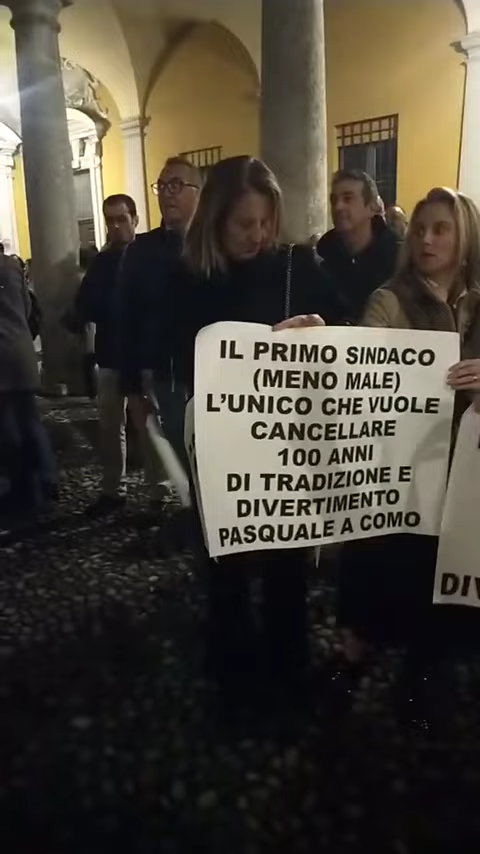 IL PRIMO SINDACO
(MENO MALE)
L'UNICO CHE VUOLE
CANCELLARE
100 ANNI
DI TRADIZIONE E
DIVERTIMENTO
PASQUALE A COMO
DIV